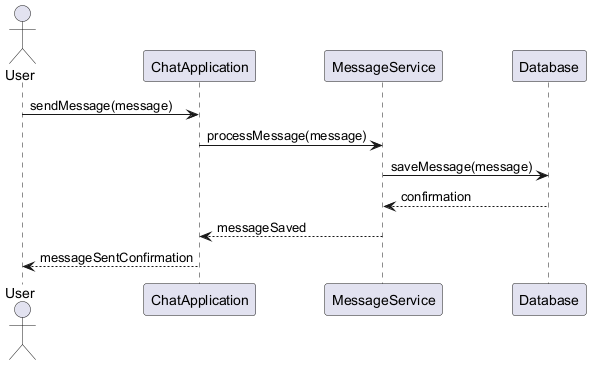 User
ChatApplication
MessageService
Database
sendMessage(message)
processMessage(message)
saveMessage(message)
confirmation
messageSaved
messageSentConfirmation
User
ChatApplication
MessageService
Database